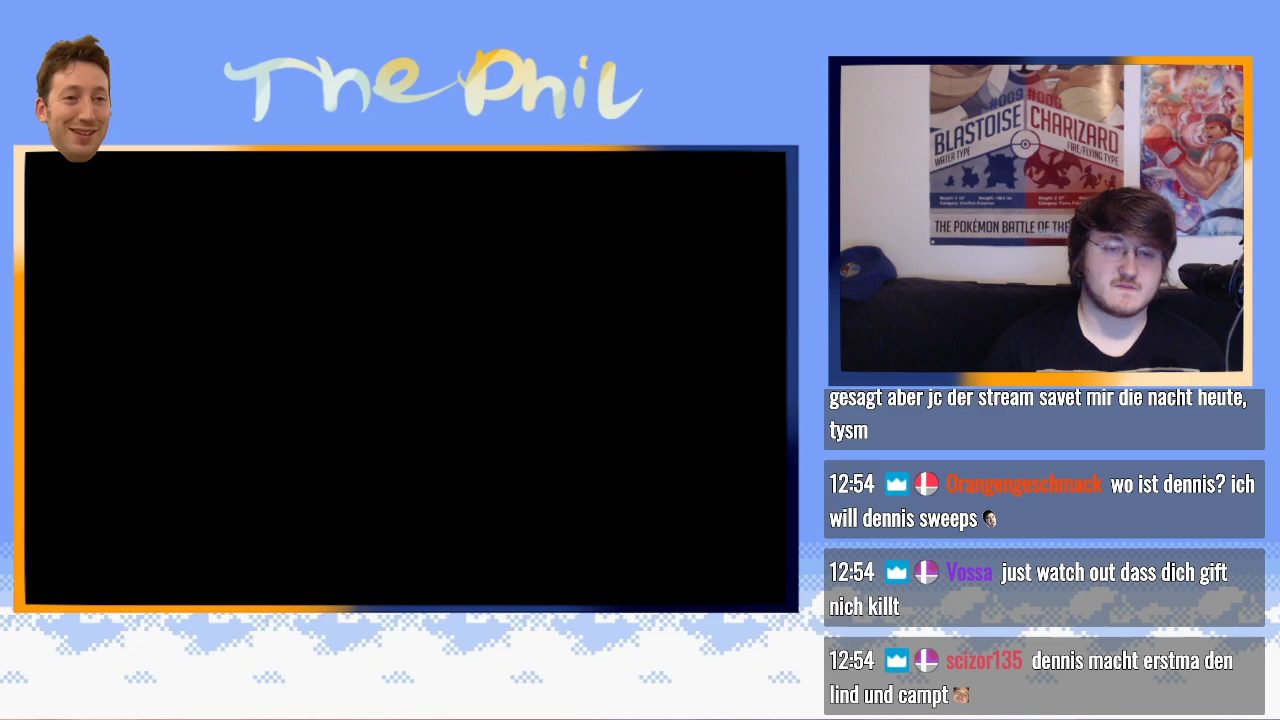 The Phil
#009 #006
BLASTOISE CHARIZARD
WATER TYPE FIRE/FLYING TYPE
THE POKÉMON BATTLE OF THE
gesagt aber jc der stream savet mir die nacht heute,
tysm
12:54 Orangengeschmack wo ist dennis? ich
will dennis sweeps
12:54 Vossa just watch out dass dich gift
nich killt
12:54 scizor135 dennis macht erstma den
lind und campt